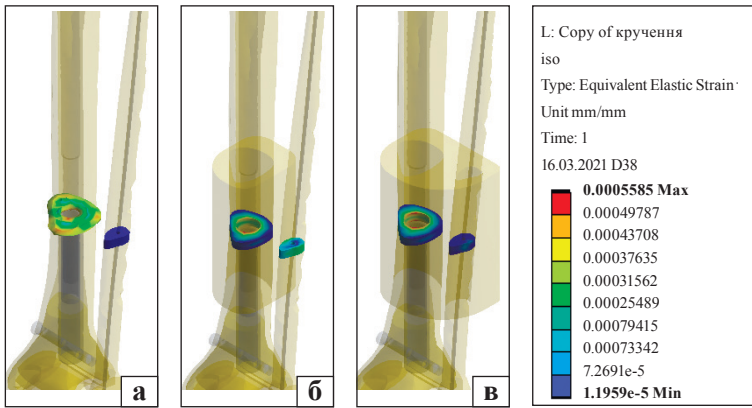 а
б
в
L: Copy of кручення
iso
Type: Equivalent Elastic Strain
Unit mm/mm
Time: 1
16.03.2021 D38
0.0005585 Max
0.00049787
0.00043708
0.00037635
0.00031562
0.00025489
0.00079415
0.00073342
7.2691e-5
1.1959e-5 Min